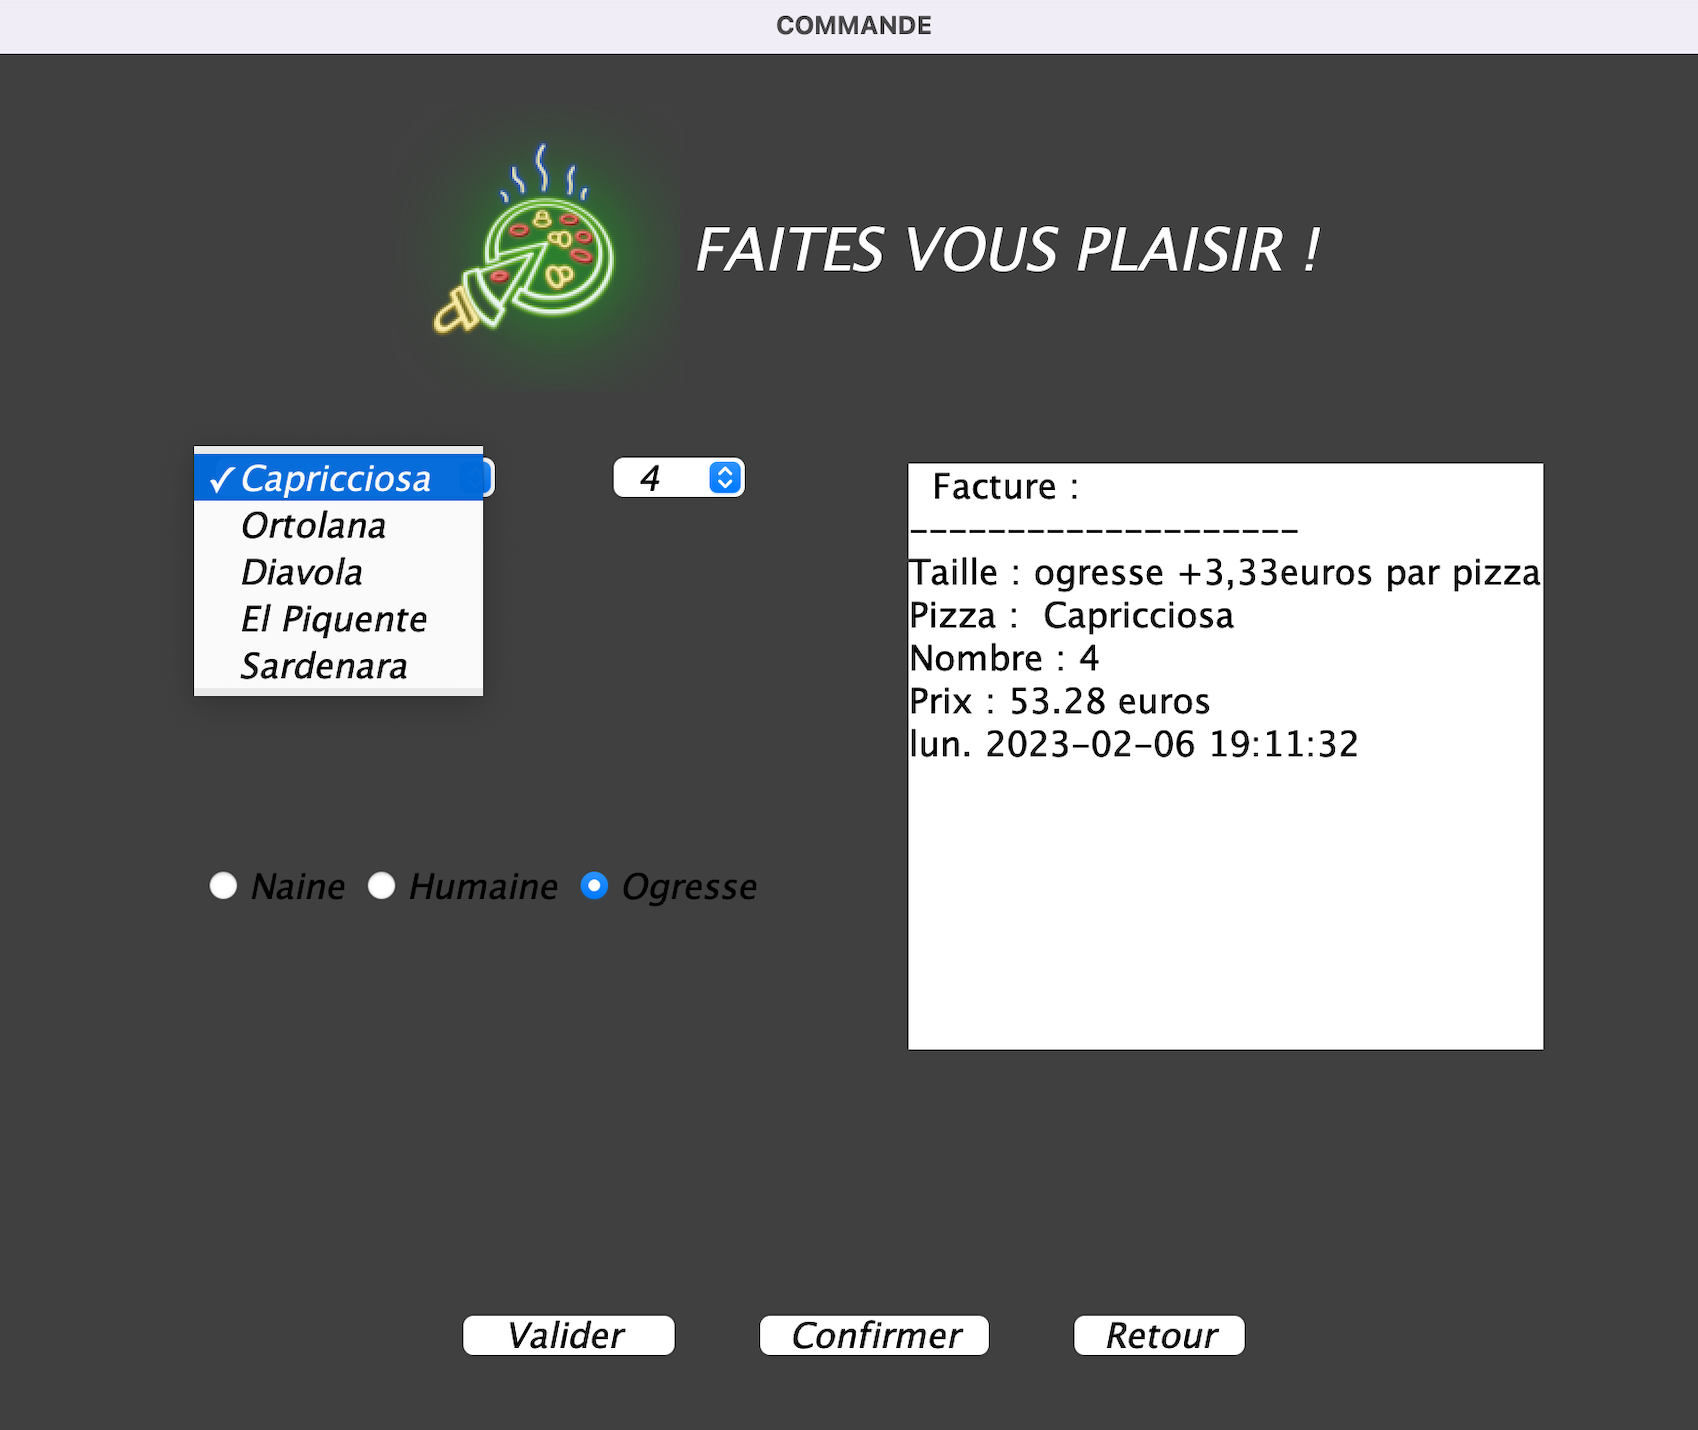 COMMANDE
FAITES VOUS PLAISIR !
✓ Capricciosa
Ortolana
Diavola
El Piquente
Sardenara
4
Facture :
--------------------
Taille : ogresse +3,33euros par pizza
Pizza :  Capricciosa
Nombre : 4
Prix : 53.28 euros
lun. 2023-02-06 19:11:32
Naine Humaine Ogresse
Valider Confirmer Retour